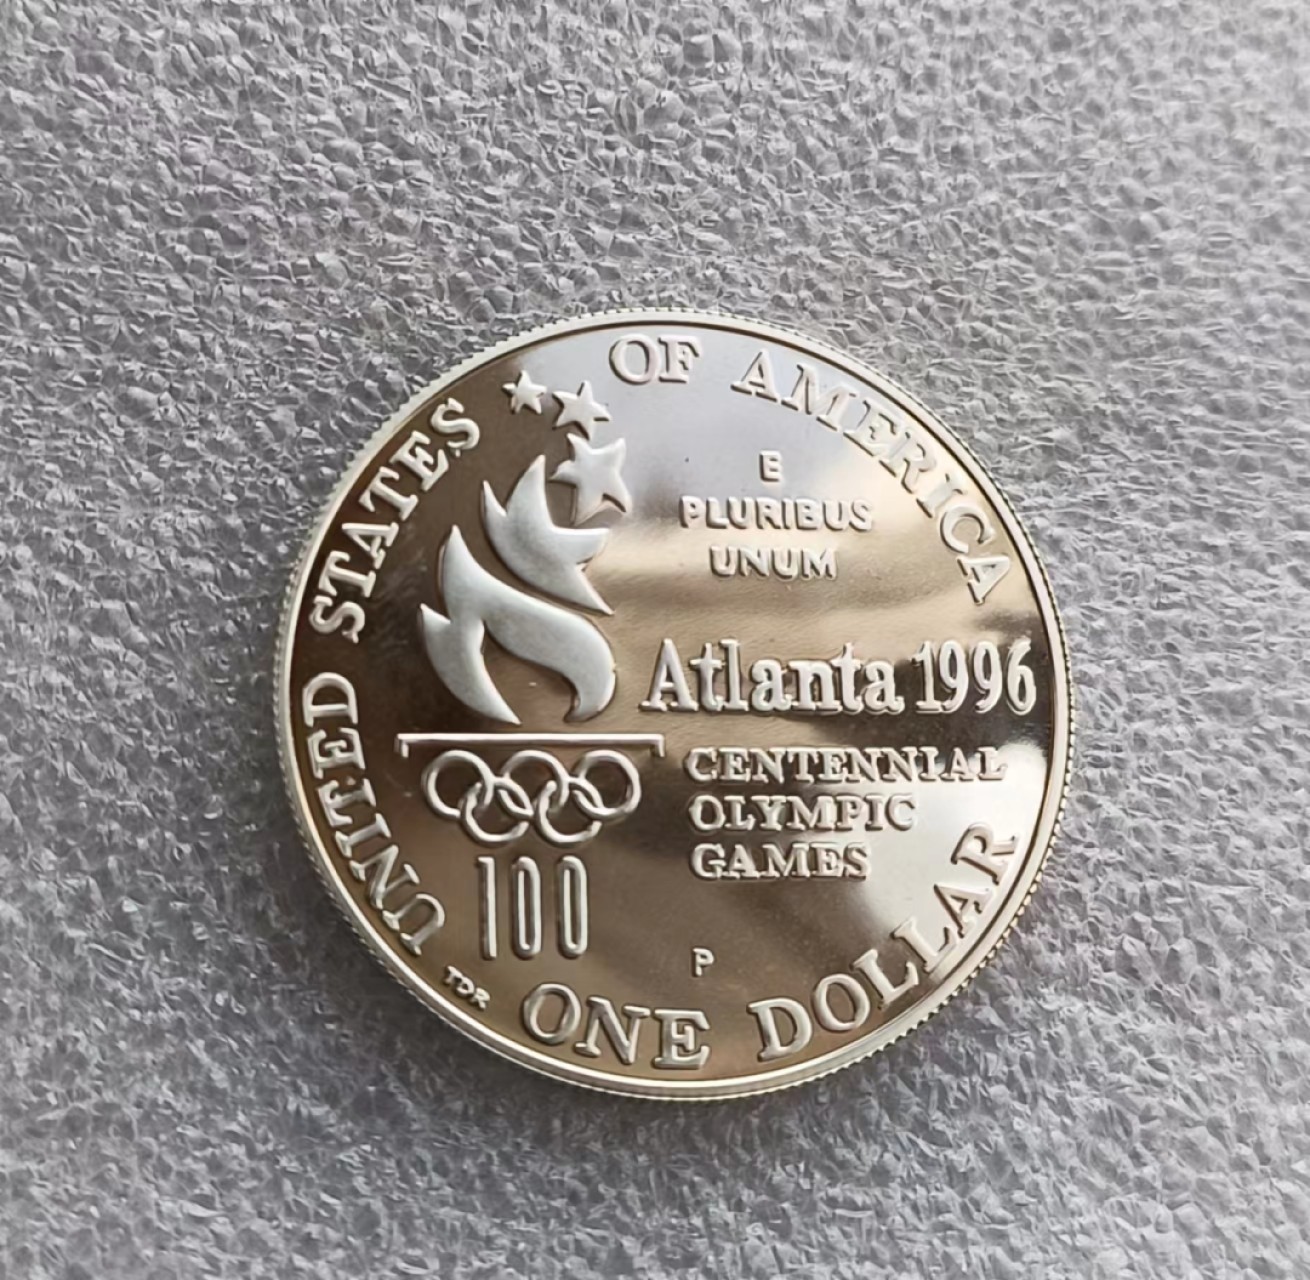 UNITED STATES OF AMERICA
E
PLURIBUS
UNUM
Atlanta 1996
CENTENNIAL
OLYMPIC
GAMES
100
P
TDR
ONE DOLLAR